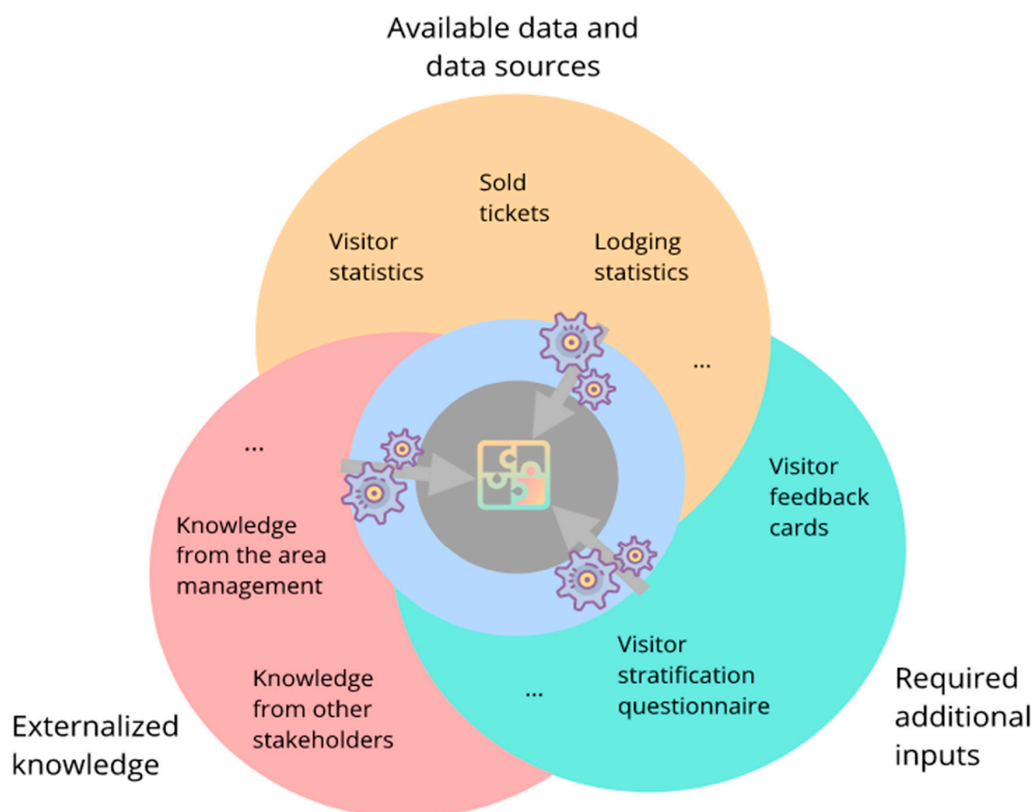 Available data and
data sources
Sold
tickets
Visitor
statistics
Lodging
statistics
...
...
Visitor
feedback
cards
Knowledge
from the area
management
Visitor
stratification
questionnaire
...
Knowledge
from other
stakeholders
Required
additional
inputs
Externalized
knowledge